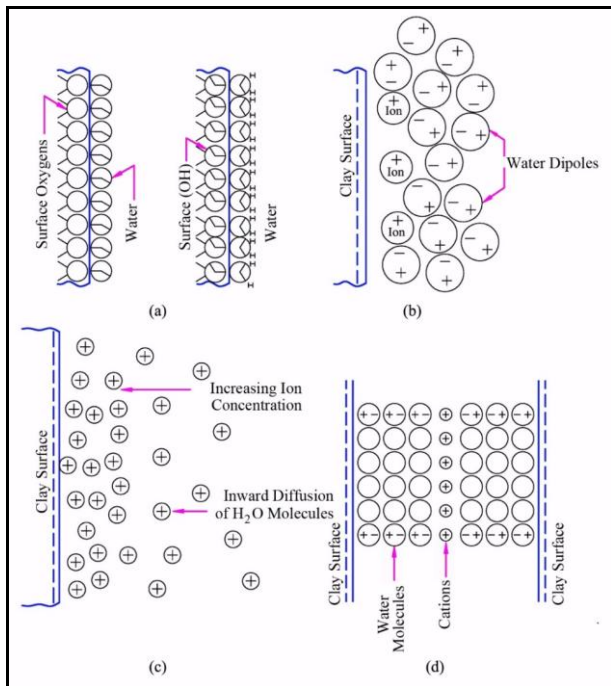 Surface Oxygens
Water
Surface (OH)
Water
(a)
Clay Surface
+
- +
- +
+
-
- +
- +
+
Ion
-
+
- +
+
Ion
- +
Water Dipoles
-
+
- +
+
Ion
-
+
- +
-
+
-
+
(b)
Clay Surface
+
Increasing Ion
Concentration
Inward Diffusion
of H₂O Molecules
(c)
Clay Surface
+ - + - + - + + - + - + -
+
+
+
+
+ - + - + - + + - + - + -
Water
Molecules
Cations
Clay Surface
(d)